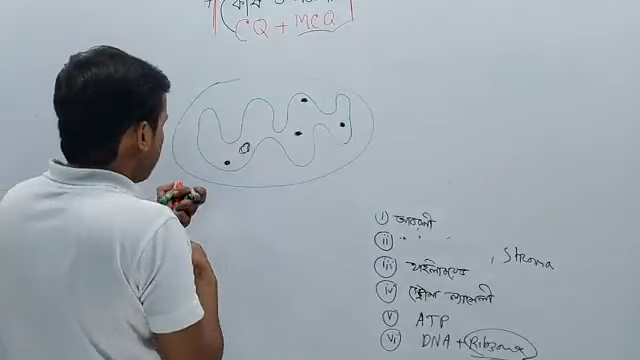 CQ + MCQ
i আবরণী
ii " "
iii থাইলাকয়েড , Stroma
iv স্ট্রোমা ল্যামেলী
v ATP
vi DNA + Ribosome